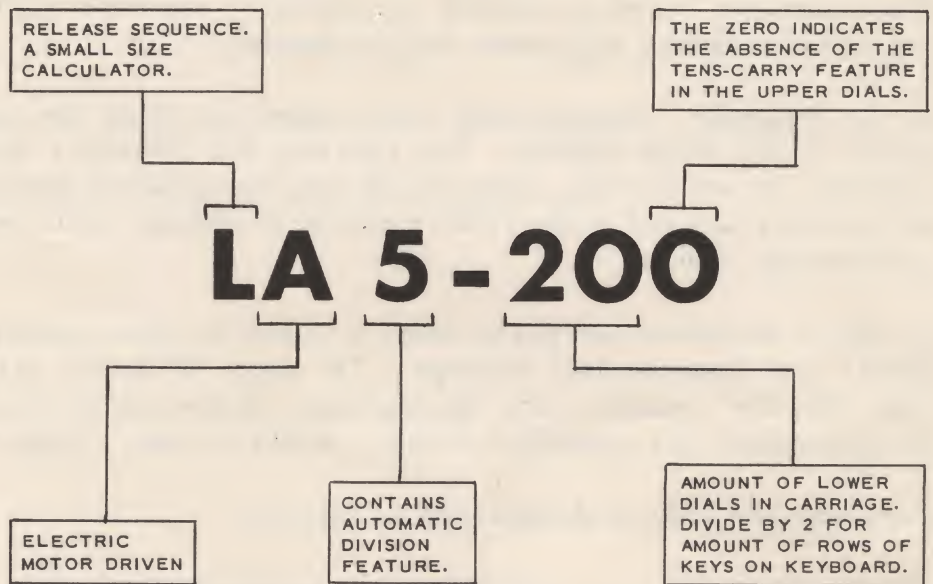 RELEASE SEQUENCE.
A SMALL SIZE
CALCULATOR.
THE ZERO INDICATES
THE ABSENCE OF THE
TENS-CARRY FEATURE
IN THE UPPER DIALS.
LA 5-200
ELECTRIC
MOTOR DRIVEN
CONTAINS
AUTOMATIC
DIVISION
FEATURE.
AMOUNT OF LOWER
DIALS IN CARRIAGE.
DIVIDE BY 2 FOR
AMOUNT OF ROWS OF
KEYS ON KEYBOARD.